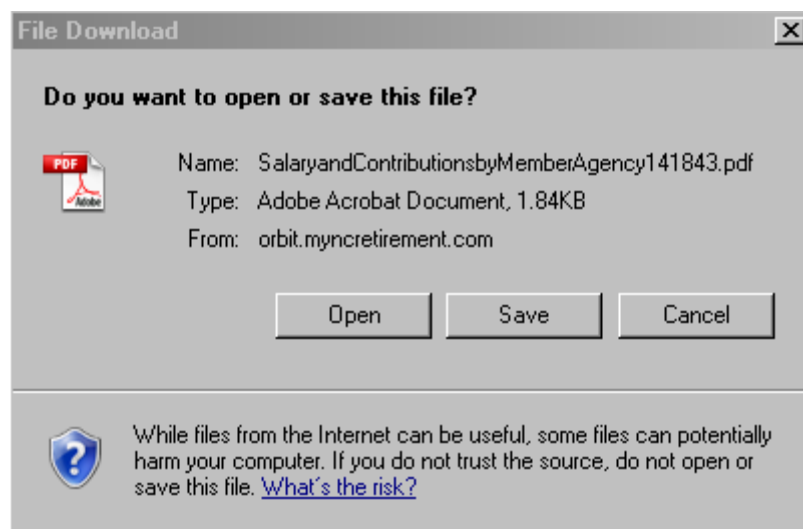 File Download
Do you want to open or save this file?
PDF
Adobe
Name: SalaryandContributionsbyMemberAgency141843.pdf
Type: Adobe Acrobat Document, 1.84KB
From: orbit.myncretirement.com
Open Save Cancel
While files from the Internet can be useful, some files can potentially
harm your computer. If you do not trust the source, do not open or
save this file. What's the risk?